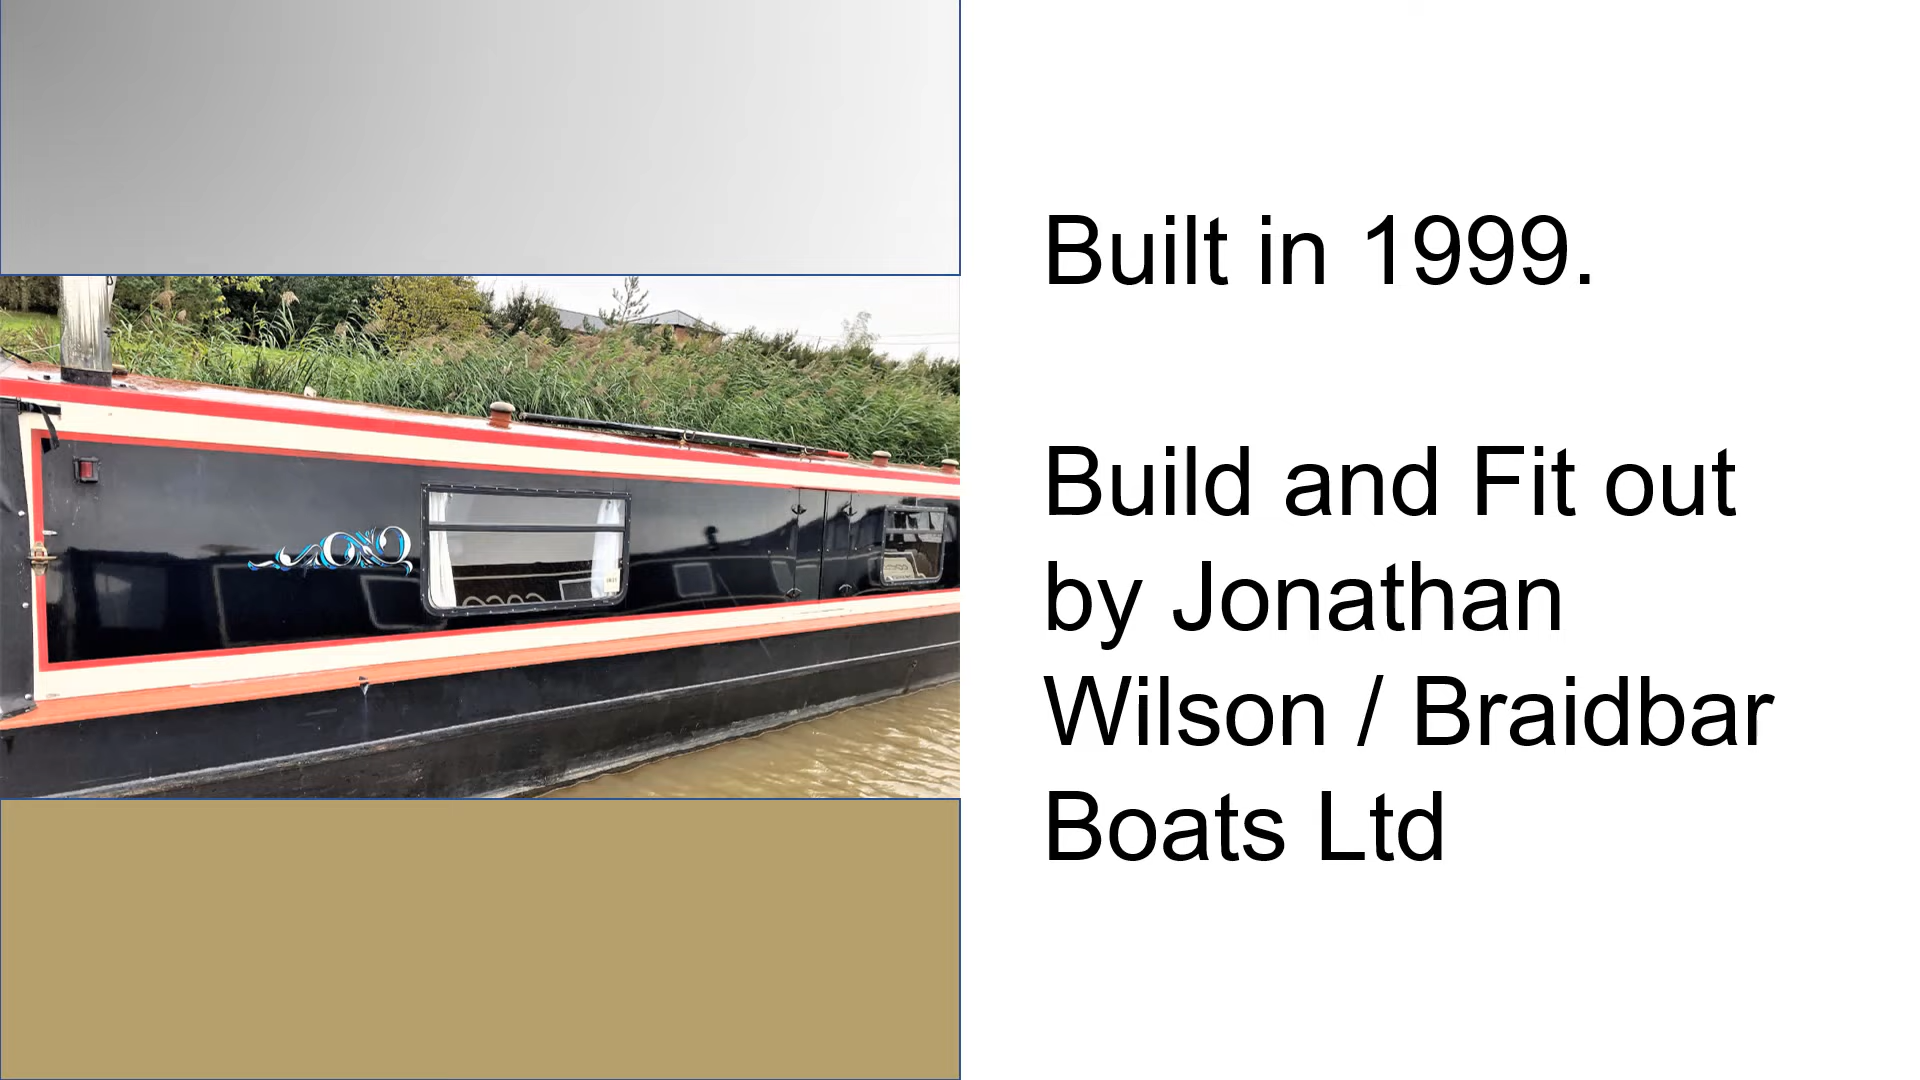 Built in 1999.
Build and Fit out
by Jonathan
Wilson / Braidbar
Boats Ltd